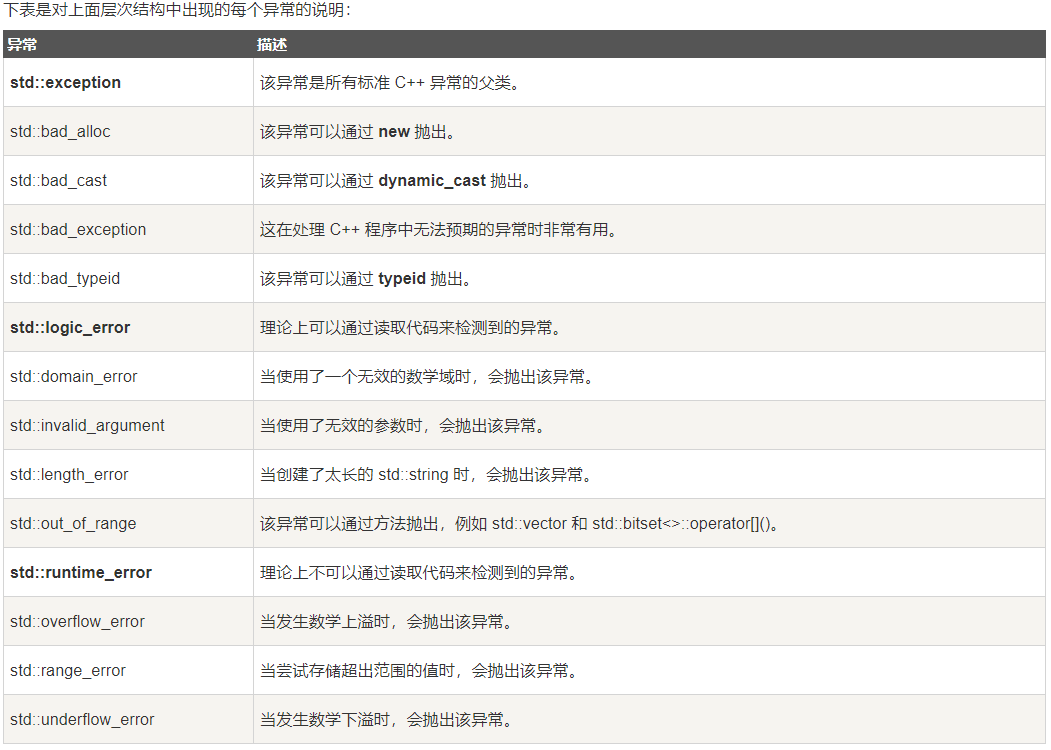 下表是对上面层次结构中出现的每个异常的说明：
异常 描述
std::exception 该异常是所有标准 C++ 异常的父类。
std::bad_alloc 该异常可以通过 new 抛出。
std::bad_cast 该异常可以通过 dynamic_cast 抛出。
std::bad_exception 这在处理 C++ 程序中无法预期的异常时非常有用。
std::bad_typeid 该异常可以通过 typeid 抛出。
std::logic_error 理论上可以通过读取代码来检测到的异常。
std::domain_error 当使用了一个无效的数学域时，会抛出该异常。
std::invalid_argument 当使用了无效的参数时，会抛出该异常。
std::length_error 当创建了太长的 std::string 时，会抛出该异常。
std::out_of_range 该异常可以通过方法抛出，例如 std::vector 和 std::bitset<>::operator[]()。
std::runtime_error 理论上不可以通过读取代码来检测到的异常。
std::overflow_error 当发生数学上溢时，会抛出该异常。
std::range_error 当尝试存储超出范围的值时，会抛出该异常。
std::underflow_error 当发生数学下溢时，会抛出该异常。